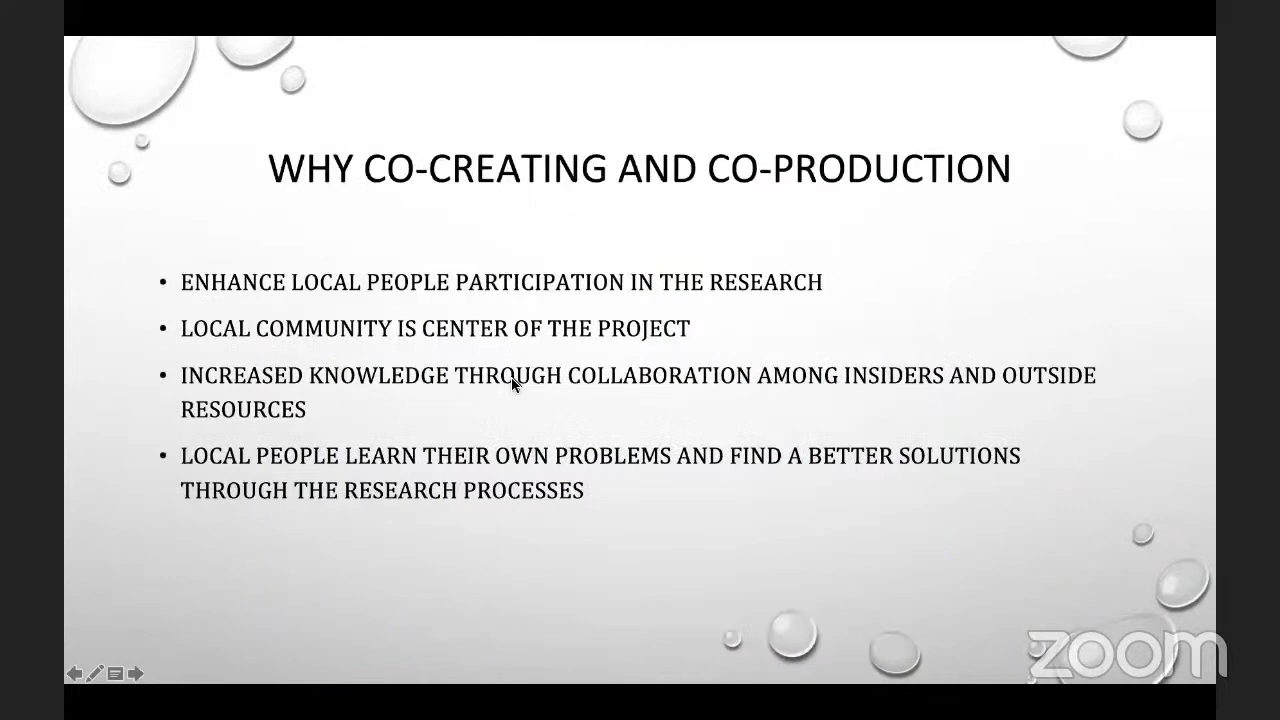 WHY CO-CREATING AND CO-PRODUCTION
• ENHANCE LOCAL PEOPLE PARTICIPATION IN THE RESEARCH
• LOCAL COMMUNITY IS CENTER OF THE PROJECT
• INCREASED KNOWLEDGE THROUGH COLLABORATION AMONG INSIDERS AND OUTSIDE
RESOURCES
• LOCAL PEOPLE LEARN THEIR OWN PROBLEMS AND FIND A BETTER SOLUTIONS
THROUGH THE RESEARCH PROCESSES
zoom